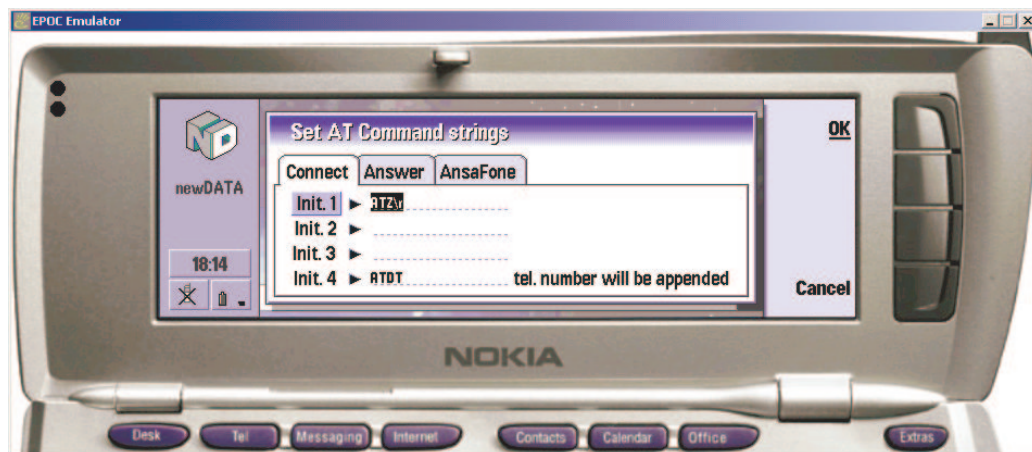 EPOC Emulator
newDATA
18:14
Set AT Command strings
Connect Answer AnsaFone
Init. 1 ATZ\r
Init. 2
Init. 3
Init. 4 ATDT tel. number will be appended
OK
Cancel
NOKIA
Desk Tel Messaging Internet Contacts Calendar Office Extras